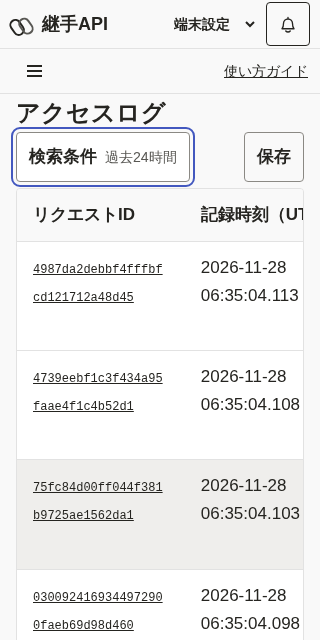 継手API 端末設定
使い方ガイド
アクセスログ
検索条件 過去24時間 保存
リクエストID 記録時刻（UT
4987da2debbf4fffbf 2026-11-28
cd121712a48d45 06:35:04.113
4739eebf1c3f434a95 2026-11-28
faae4f1c4b52d1 06:35:04.108
75fc84d00ff044f381 2026-11-28
b9725ae1562da1 06:35:04.103
030092416934497290 2026-11-28
0faeb69d98d460 06:35:04.098